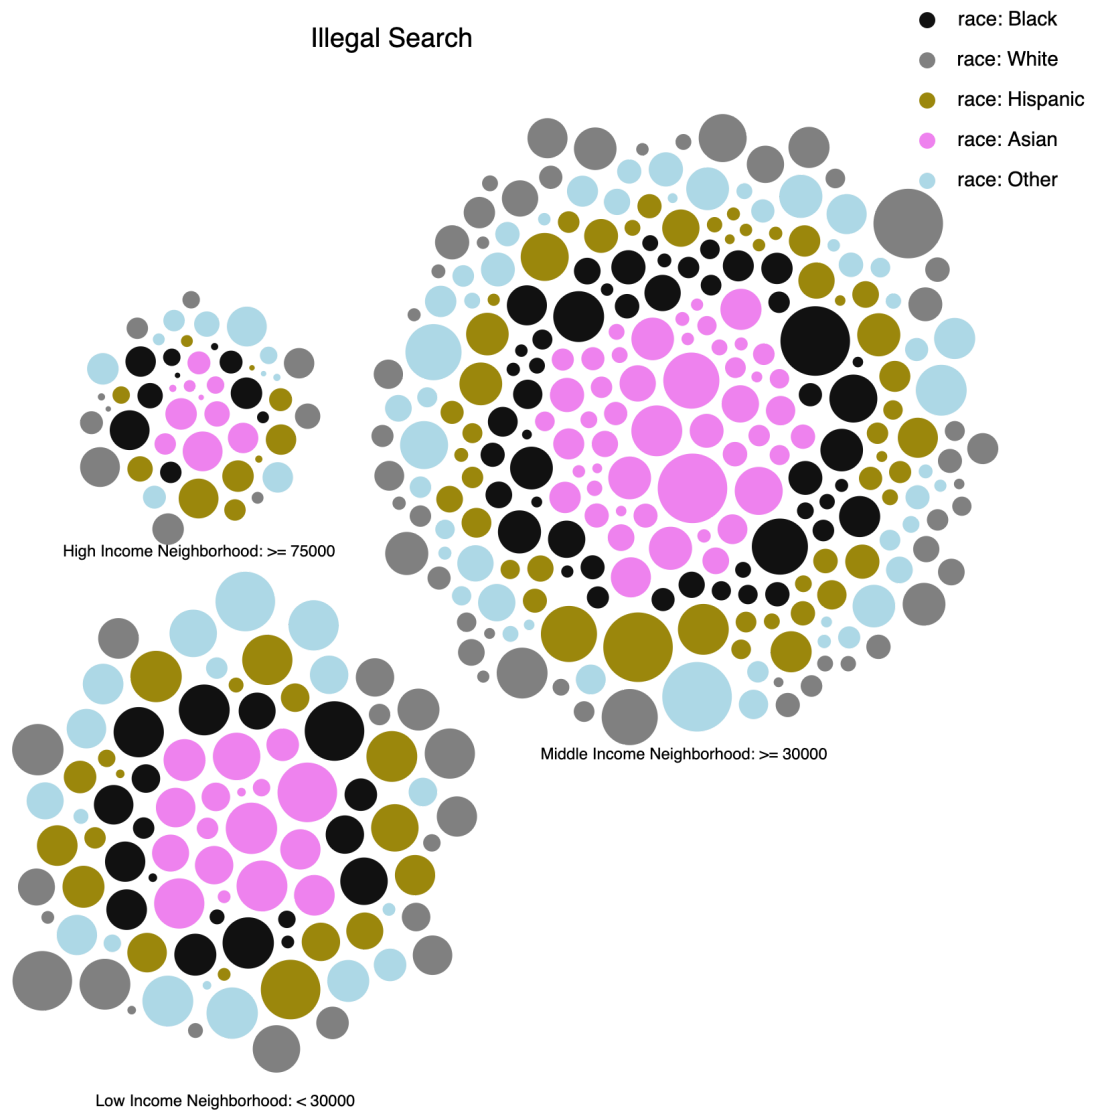 Illegal Search
race: Black
race: White
race: Hispanic
race: Asian
race: Other
High Income Neighborhood: >= 75000
Middle Income Neighborhood: >= 30000
Low Income Neighborhood: < 30000